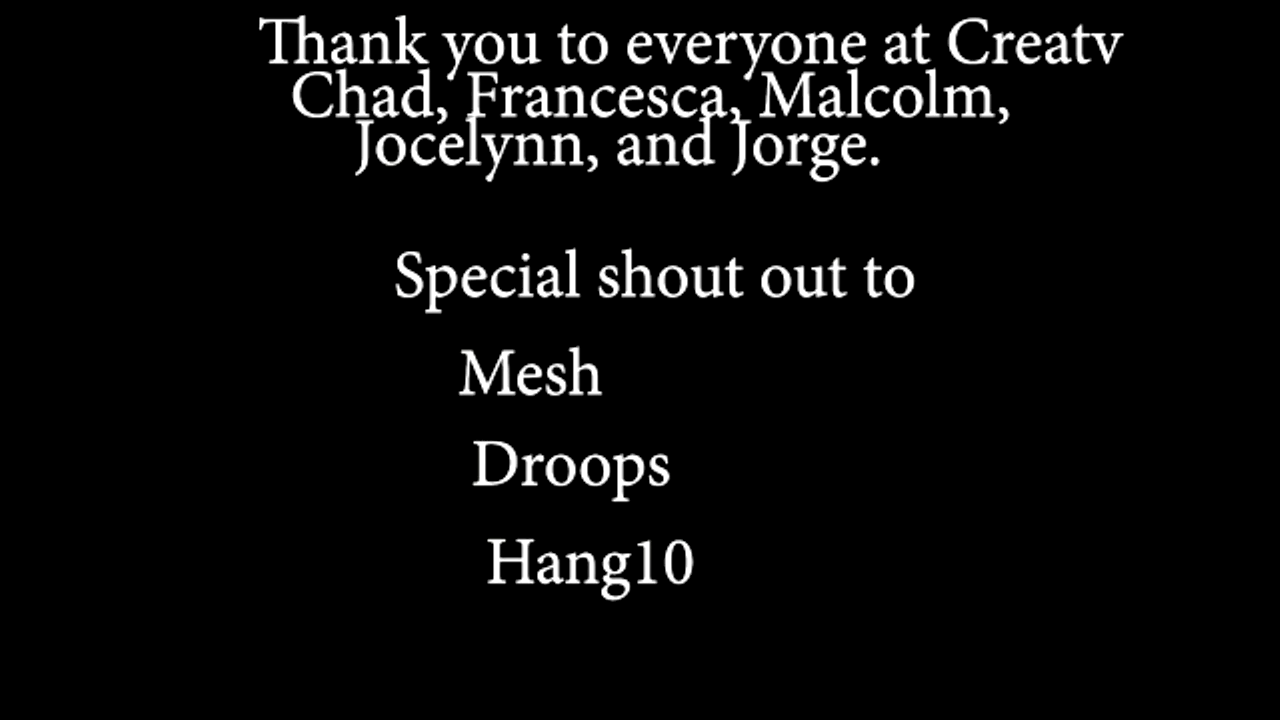 Thank you to everyone at Creatv
Chad, Francesca, Malcolm,
Jocelynn, and Jorge.
Special shout out to
Mesh
Droops
Hang10